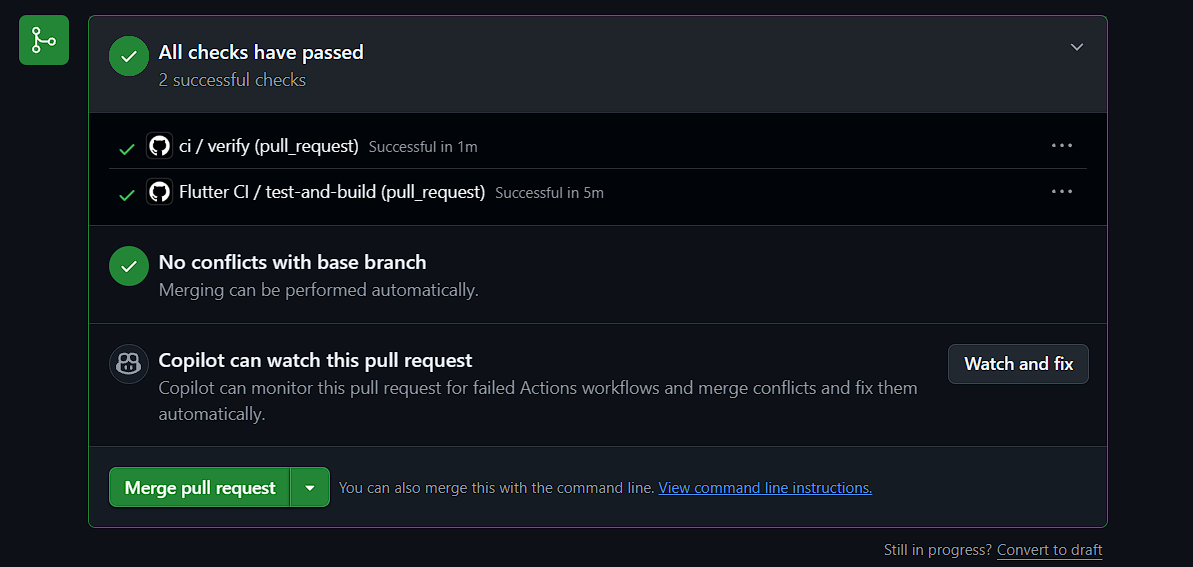 All checks have passed
2 successful checks
ci / verify (pull_request) Successful in 1m
Flutter CI / test-and-build (pull_request) Successful in 5m
No conflicts with base branch
Merging can be performed automatically.
Copilot can watch this pull request
Copilot can monitor this pull request for failed Actions workflows and merge conflicts and fix them
automatically.
Watch and fix
Merge pull request
You can also merge this with the command line. View command line instructions.
Still in progress? Convert to draft